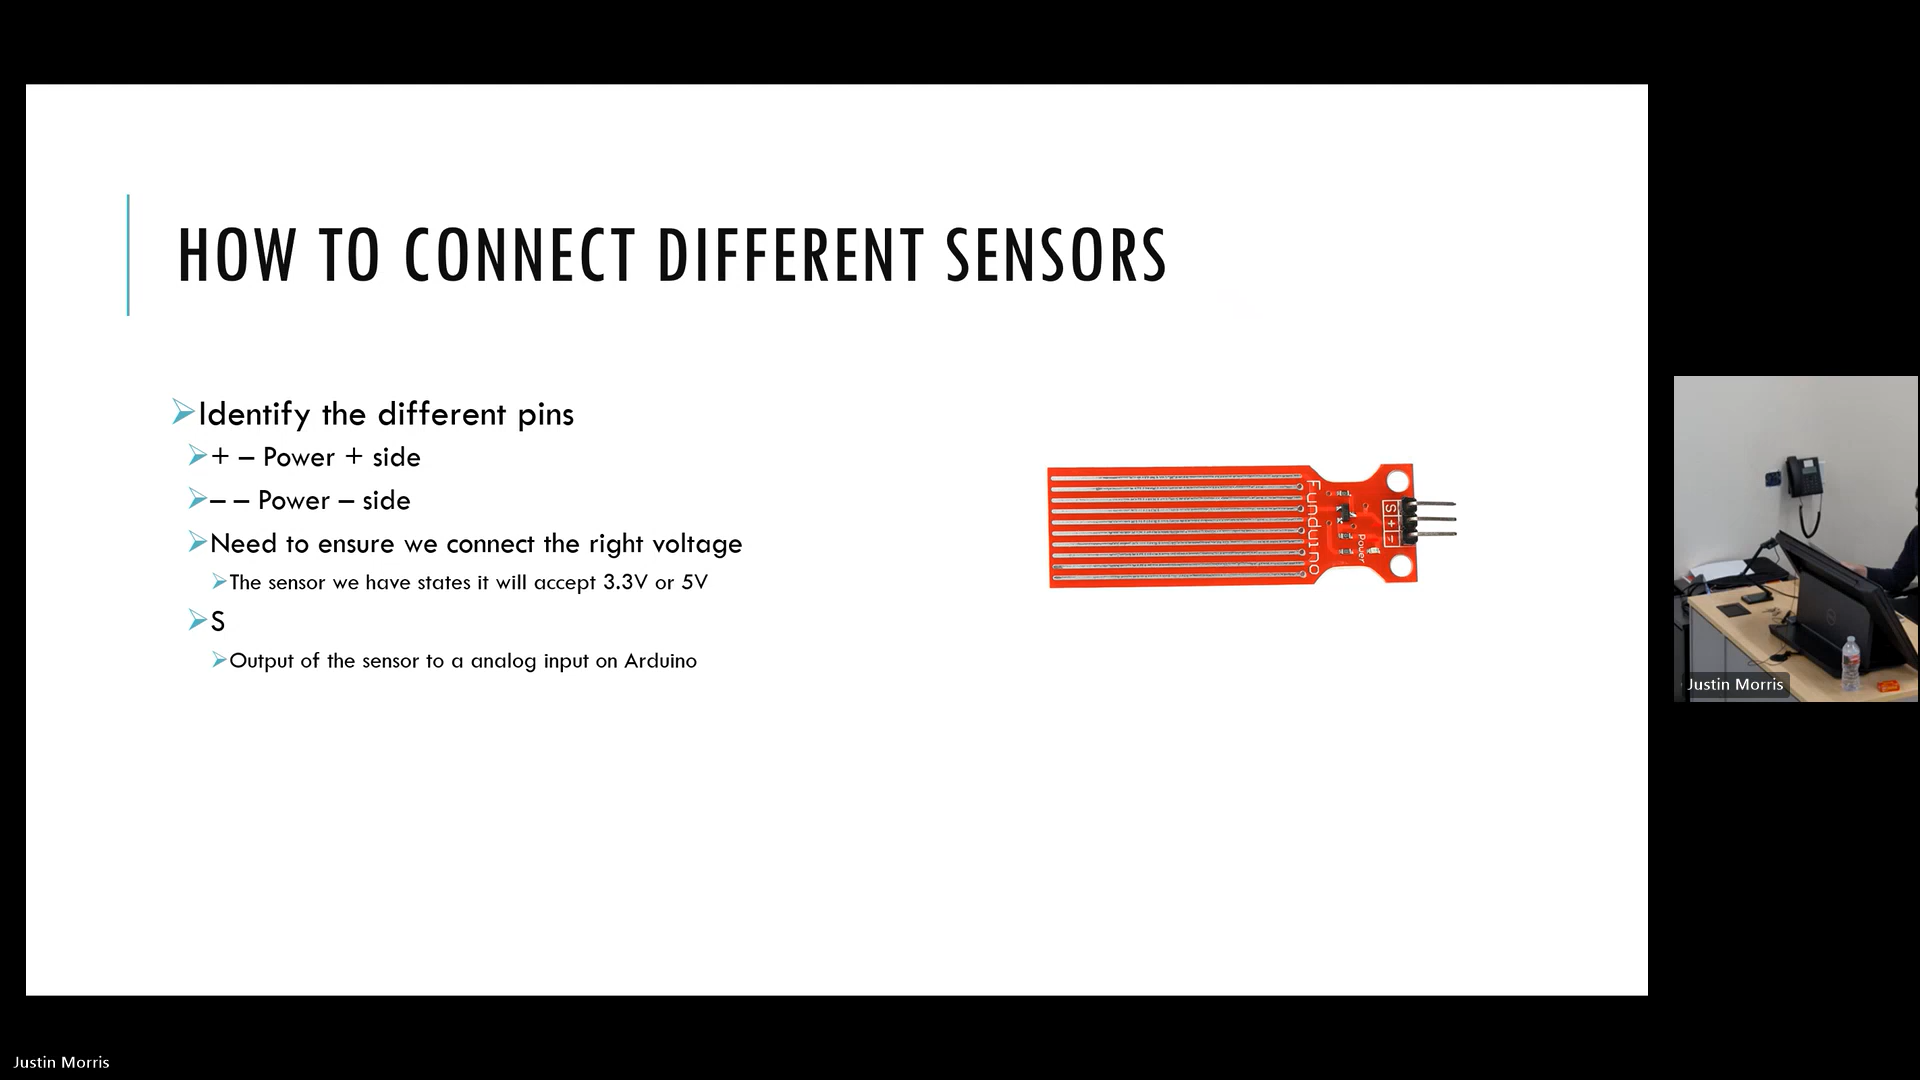 HOW TO CONNECT DIFFERENT SENSORS
Identify the different pins
+ – Power + side
– – Power – side
Need to ensure we connect the right voltage
The sensor we have states it will accept 3.3V or 5V
S
Output of the sensor to a analog input on Arduino
Funduino
Power
S + -
Justin Morris
Justin Morris